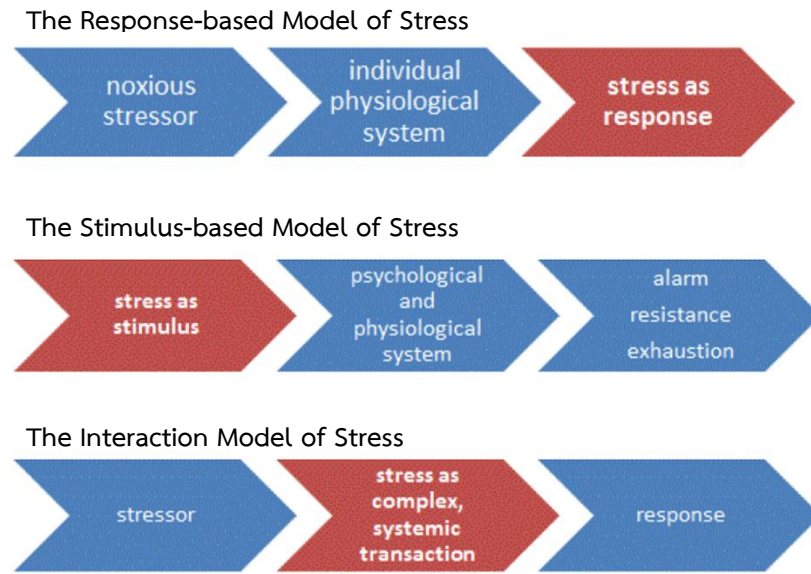 The Response-based Model of Stress
noxious
stressor
individual
physiological
system
stress as
response
The Stimulus-based Model of Stress
stress as
stimulus
psychological
and
physiological
system
alarm
resistance
exhaustion
The Interaction Model of Stress
stressor
stress as
complex,
systemic
transaction
response